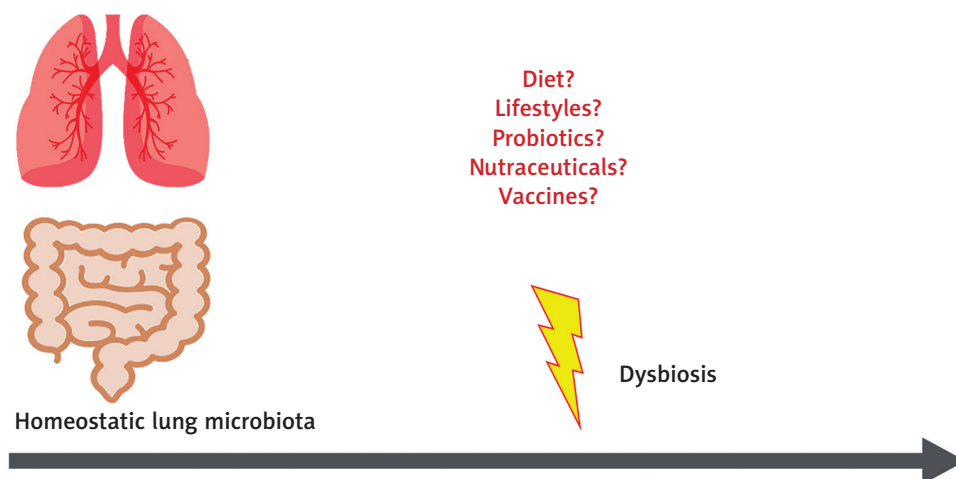 Diet?
Lifestyles?
Probiotics?
Nutraceuticals?
Vaccines?
Dysbiosis
Homeostatic lung microbiota